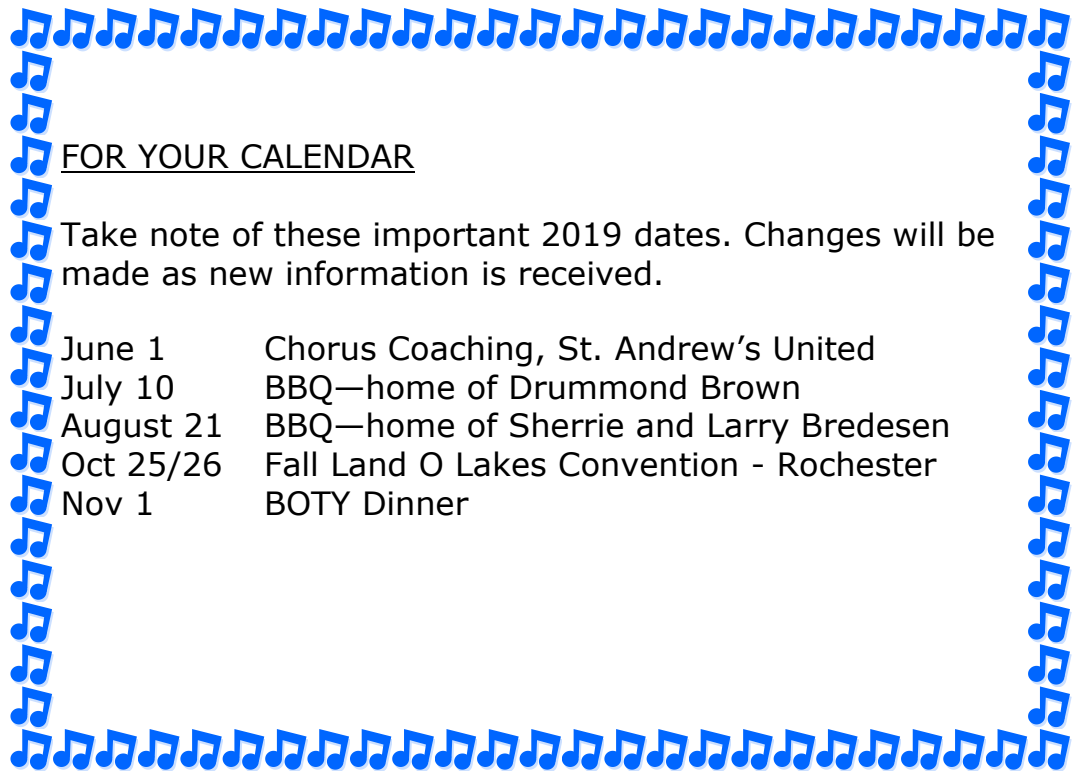 FOR YOUR CALENDAR
Take note of these important 2019 dates. Changes will be
made as new information is received.
June 1 Chorus Coaching, St. Andrew’s United
July 10 BBQ—home of Drummond Brown
August 21 BBQ—home of Sherrie and Larry Bredesen
Oct 25/26 Fall Land O Lakes Convention - Rochester
Nov 1 BOTY Dinner